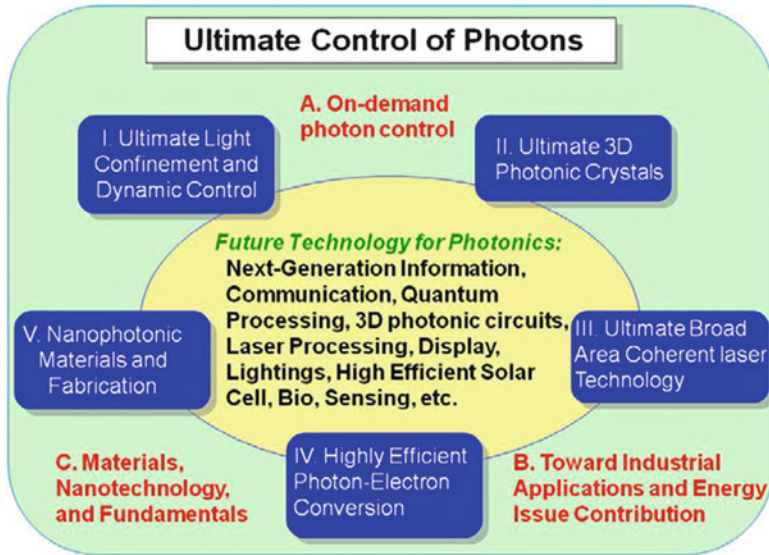 Ultimate Control of Photons
A. On-demand
photon control
I. Ultimate Light
Confinement and
Dynamic Control
II. Ultimate 3D
Photonic Crystals
Future Technology for Photonics:
Next-Generation Information,
Communication, Quantum
Processing, 3D photonic circuits,
Laser Processing, Display,
Lightings, High Efficient Solar
Cell, Bio, Sensing, etc.
V. Nanophotonic
Materials and
Fabrication
III. Ultimate Broad
Area Coherent laser
Technology
C. Materials,
Nanotechnology,
and Fundamentals
IV. Highly Efficient
Photon-Electron
Conversion
B. Toward Industrial
Applications and Energy
Issue Contribution